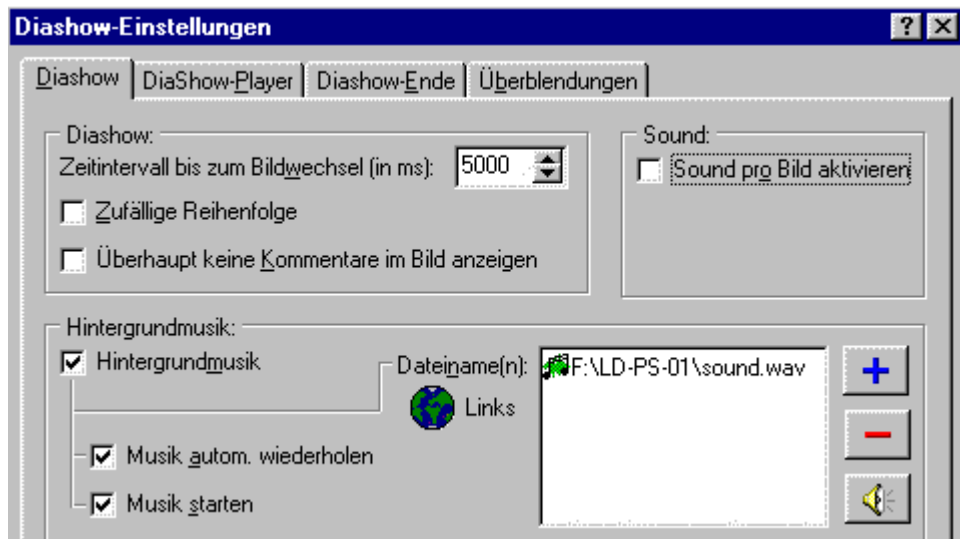 Diashow-Einstellungen
Diashow DiaShow-Player Diashow-Ende Überblendungen
Diashow:
Zeitintervall bis zum Bildwechsel (in ms): 5000
Zufällige Reihenfolge
Überhaupt keine Kommentare im Bild anzeigen
Sound:
Sound pro Bild aktivieren
Hintergrundmusik:
Hintergrundmusik
Dateiname(n): F:\LD-PS-01\sound.wav
Links
Musik autom. wiederholen
Musik starten